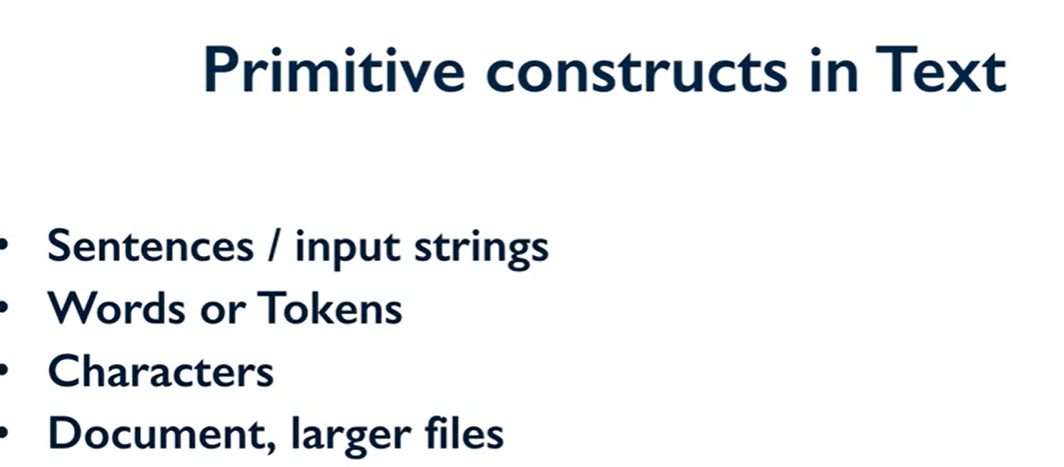 Primitive constructs in Text
• Sentences / input strings
• Words or Tokens
• Characters
• Document, larger files